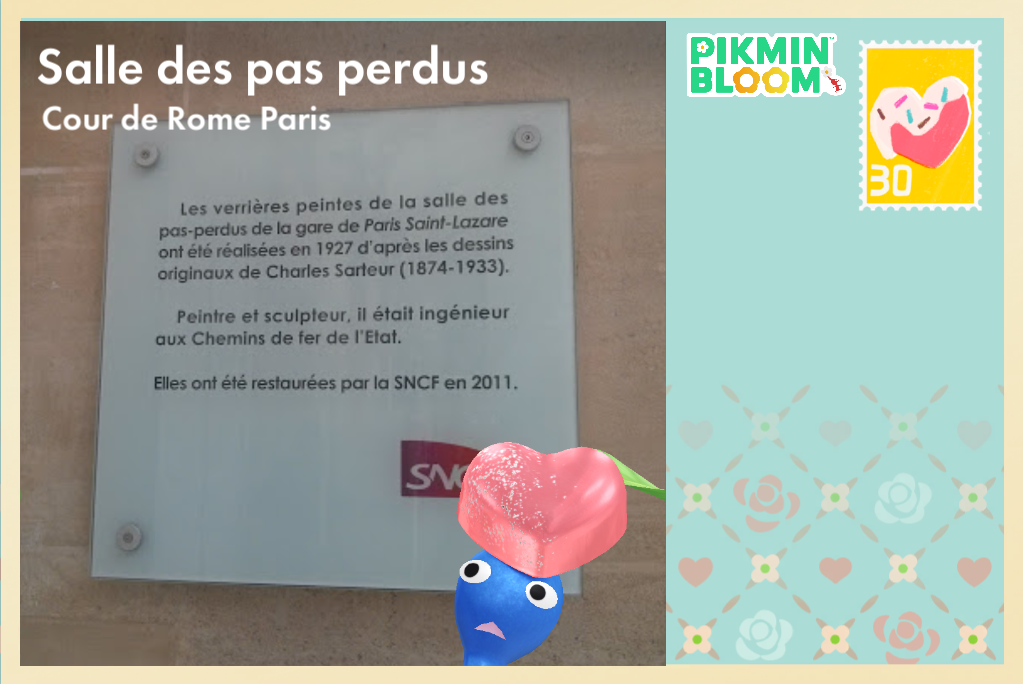 Salle des pas perdus
Cour de Rome Paris
PIKMIN
BLOOM
30
Les verrières peintes de la salle des
pas-perdus de la gare de Paris Saint-Lazare
ont été réalisées en 1927 d'après les dessins
originaux de Charles Sarteur (1874-1933).
Peintre et sculpteur, il était ingénieur
aux Chemins de fer de l'Etat.
Elles ont été restaurées par la SNCF en 2011.